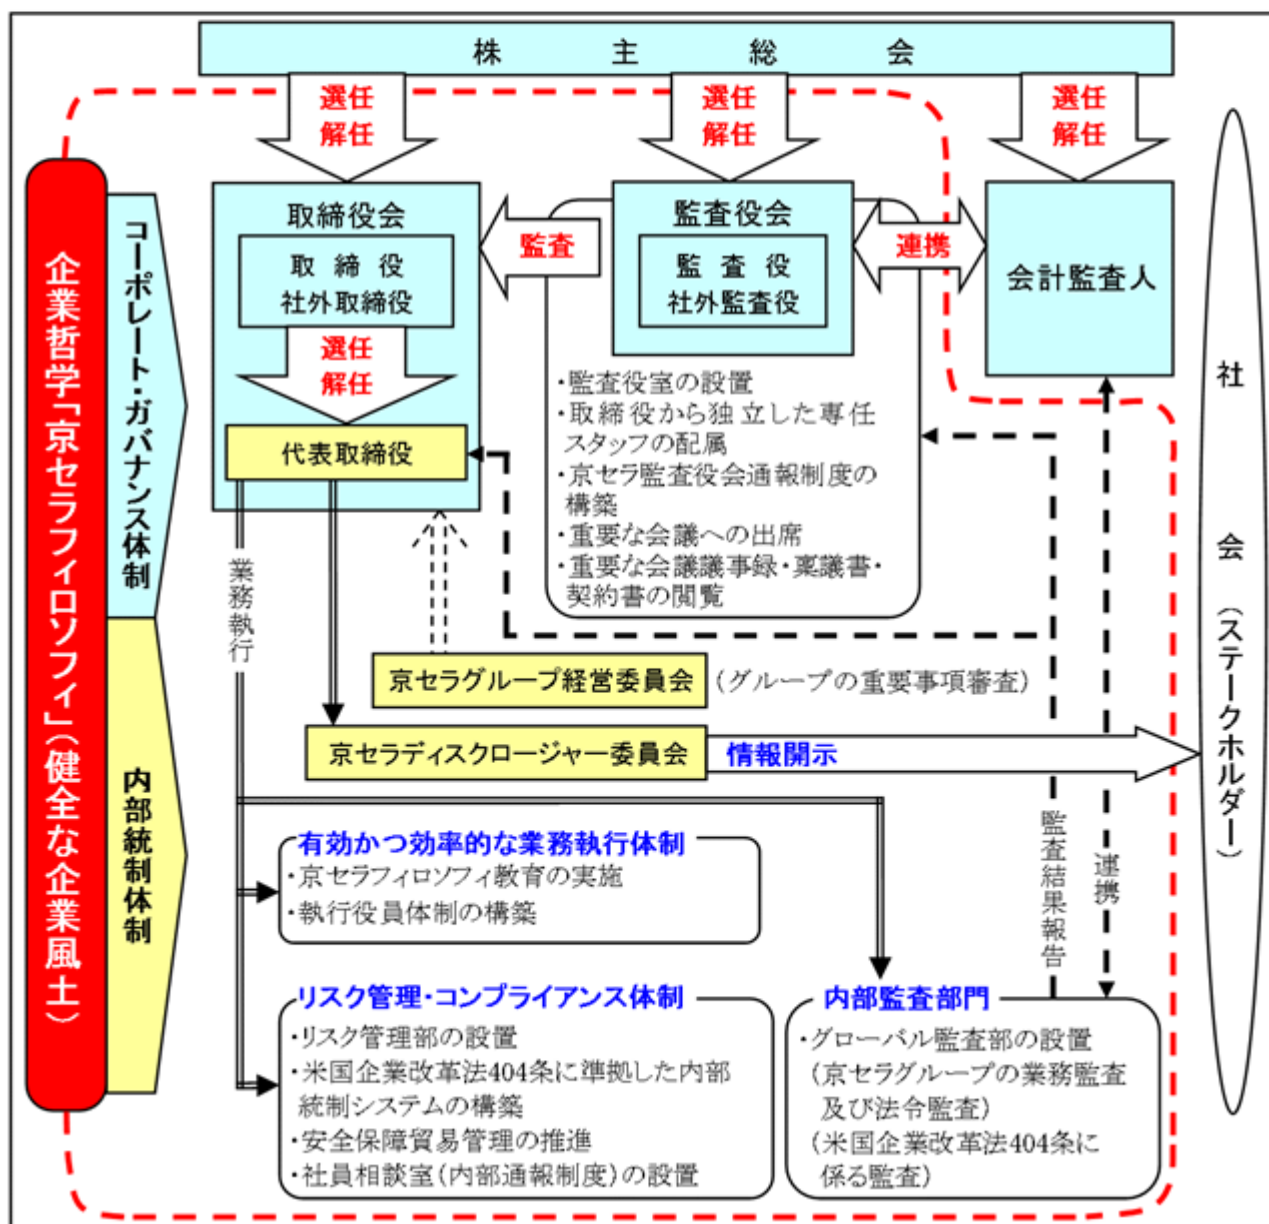 株主総会
選任
解任
選任
解任
選任
解任
企業哲学「京セラフィロソフィ」(健全な企業風土)
コーポレート・ガバナンス体制
内部統制体制
取締役会
取締役
社外取締役
選任
解任
代表取締役
監査
監査役会
監査役
社外監査役
連携
会計監査人
・監査役室の設置
・取締役から独立した専任
スタッフの配属
・京セラ監査役会通報制度の
構築
・重要な会議への出席
・重要な会議議事録・稟議書・
契約書の閲覧
業務執行
京セラグループ経営委員会
(グループの重要事項審査)
京セラディスクロージャー委員会
情報開示
社会(ステークホルダー)
監査結果報告
連携
有効かつ効率的な業務執行体制
・京セラフィロソフィ教育の実施
・執行役員体制の構築
リスク管理・コンプライアンス体制
・リスク管理部の設置
・米国企業改革法404条に準拠した内部
統制システムの構築
・安全保障貿易管理の推進
・社員相談室(内部通報制度)の設置
内部監査部門
・グローバル監査部の設置
(京セラグループの業務監査
及び法令監査)
(米国企業改革法404条に
係る監査)